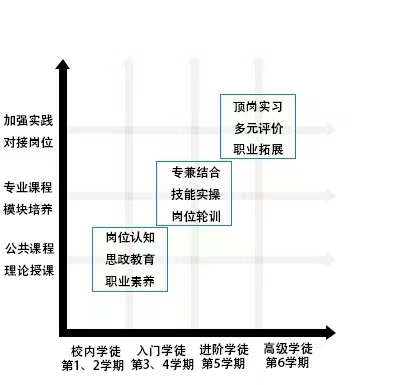 加强实践
对接岗位
顶岗实习
多元评价
职业拓展
专业课程
模块培养
专兼结合
技能实操
岗位轮训
公共课程
理论授课
岗位认知
思政教育
职业素养
校内学徒
第1、2学期
入门学徒
第3、4学期
进阶学徒
第5学期
高级学徒
第6学期